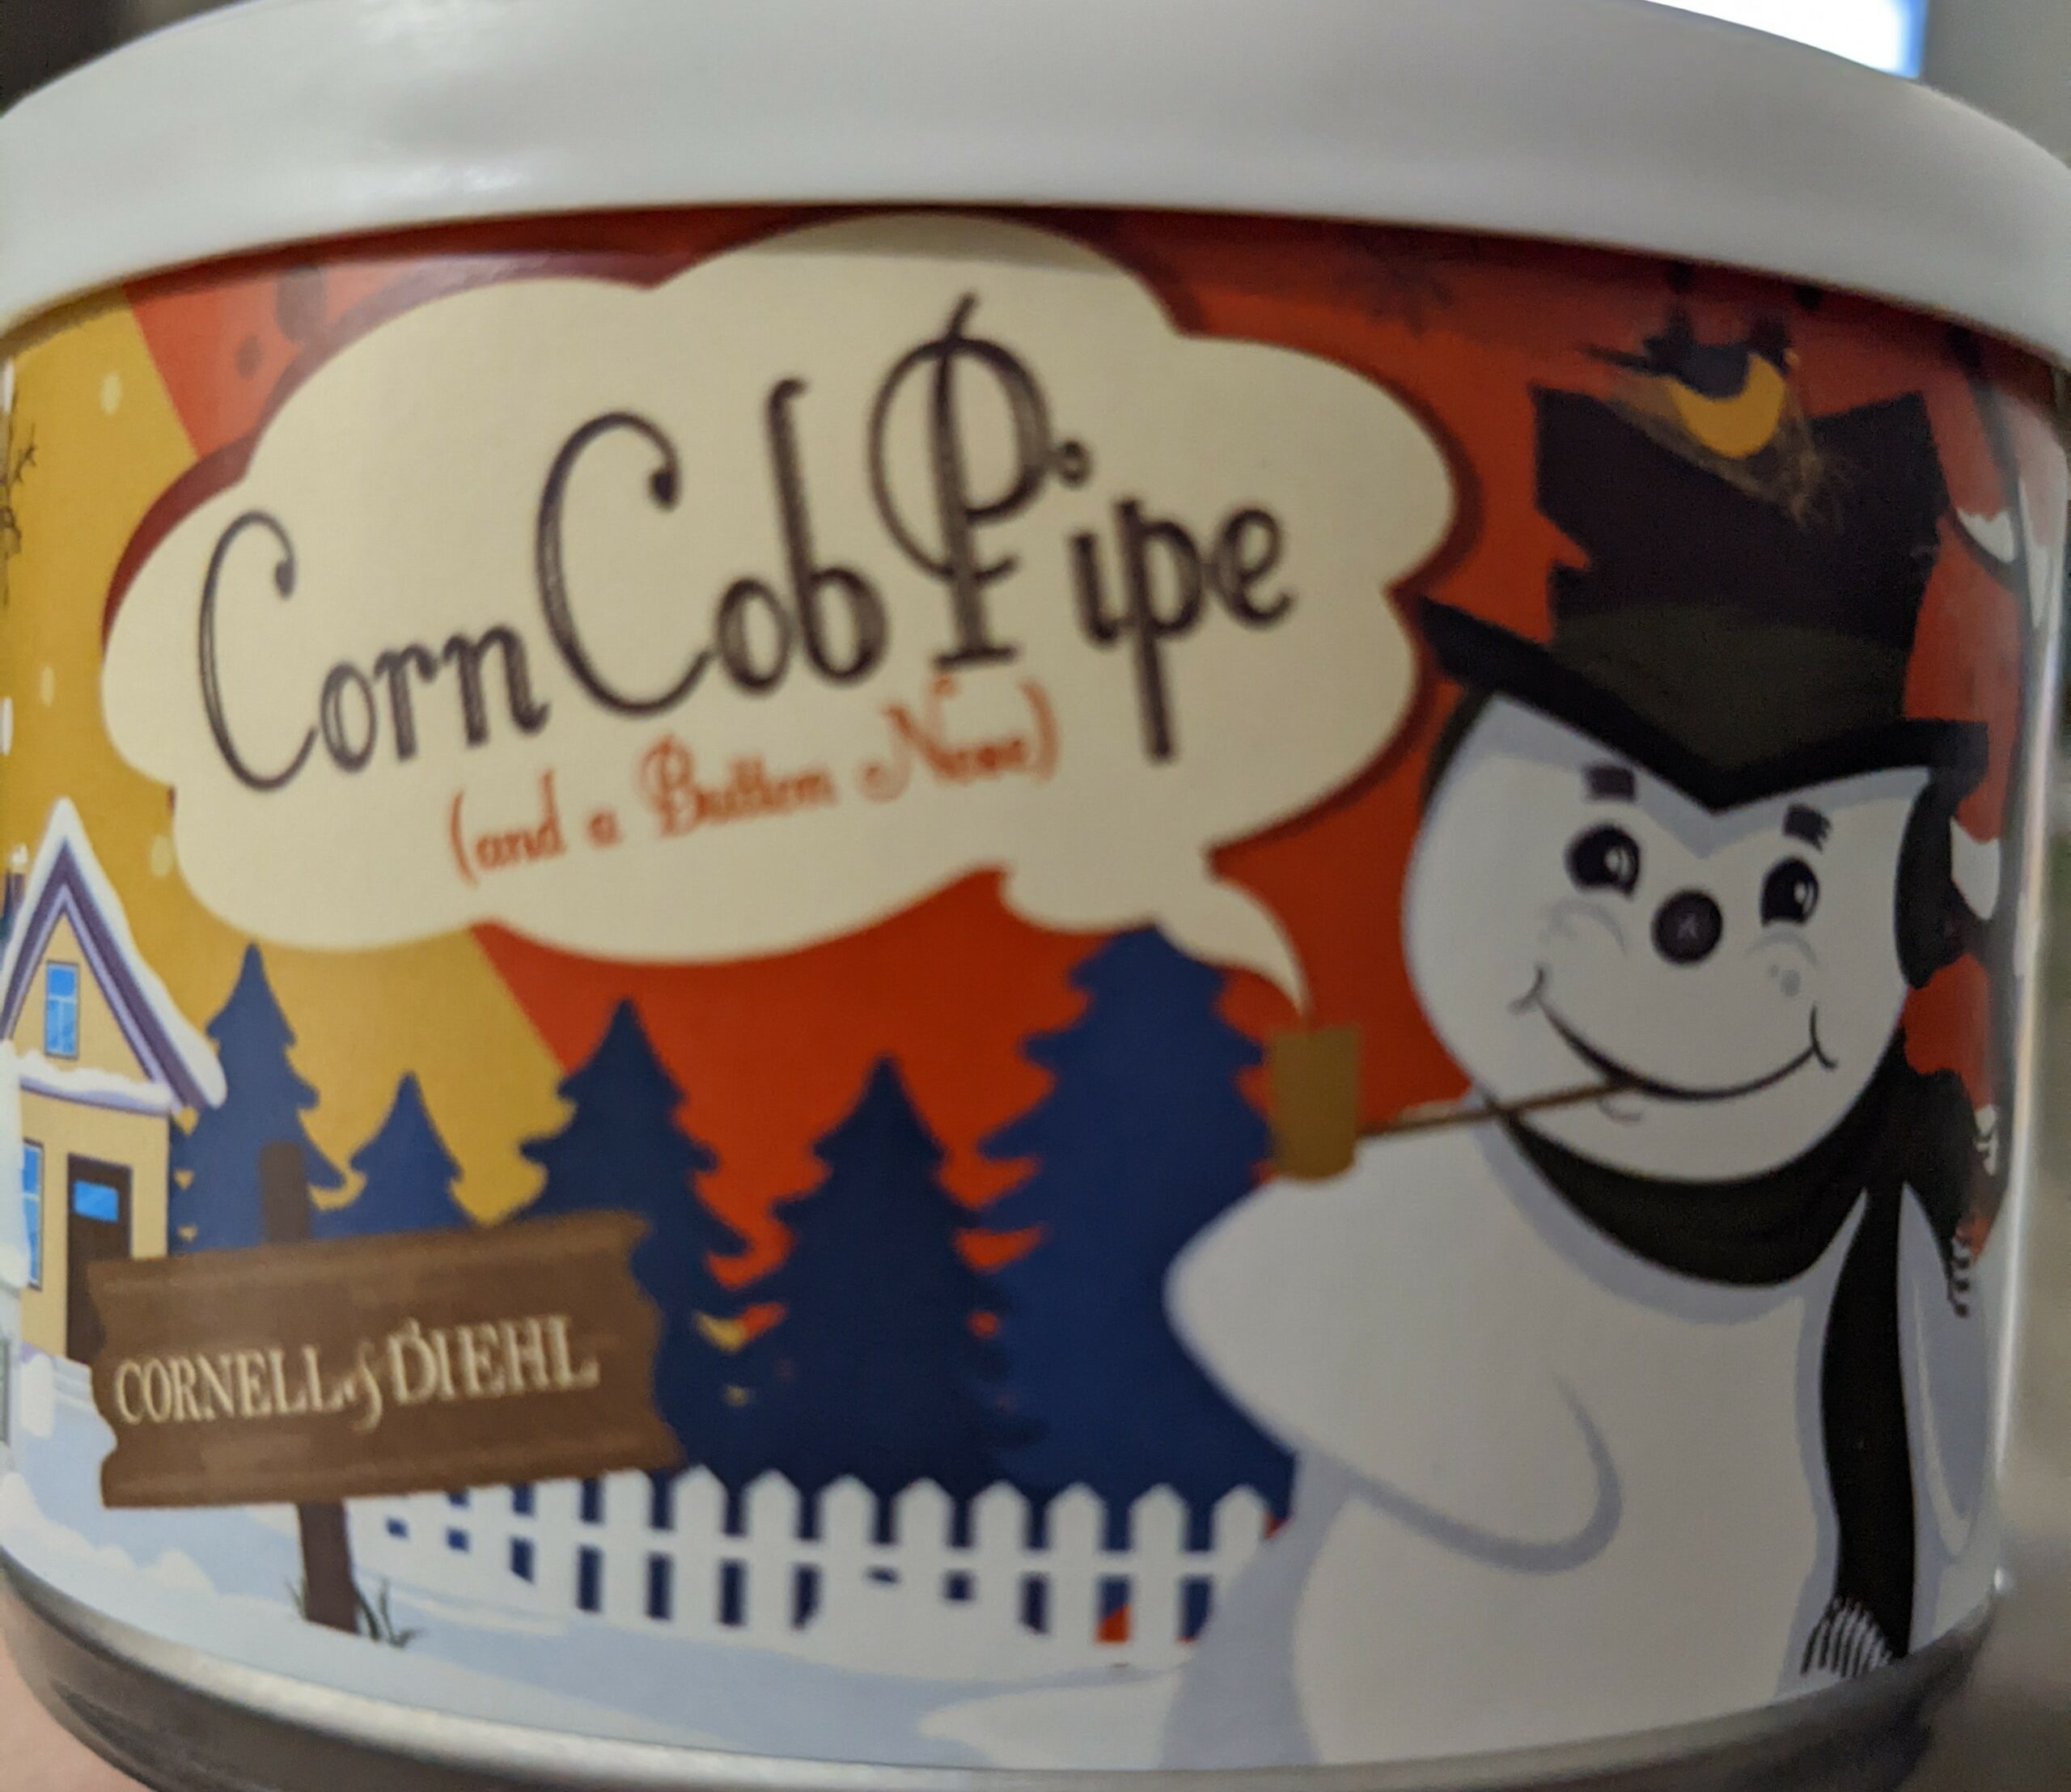 Corn Cob Pipe
(and a Button Nose)
CORNELL & DIEHL